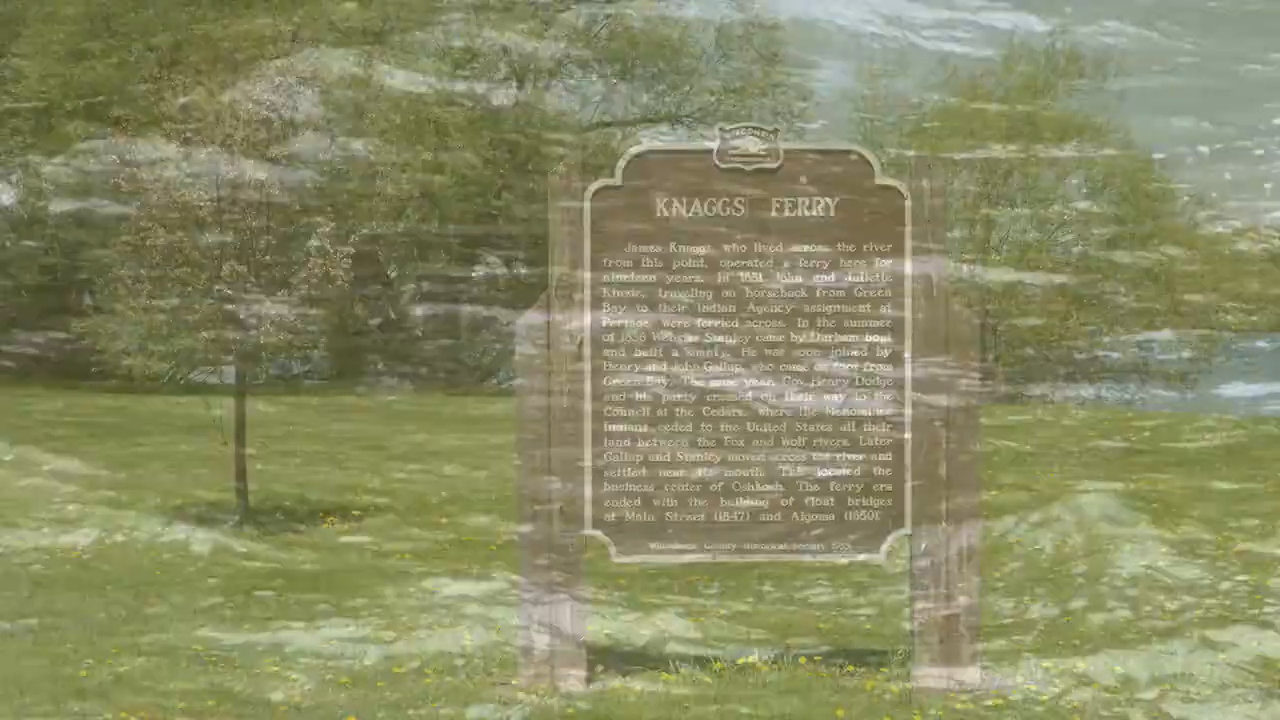 WISCONSIN
KNAGGS FERRY
James Knaggs, who lived across the river
from this point, operated a ferry here for
nineteen years. In 1831, John and Juliette
Kinzie, traveling on horseback from Green
Bay to their Indian Agency assignment at
Portage, were ferried across. In the summer
of 1836 Webster Stanley came by Durham boat
and built a shanty. He was soon joined by
Henry and John Gallup, who came on foot from
Green Bay. The same year, Gov. Henry Dodge
and his party crossed on their way to the
Council at the Cedars, where the Menominee
Indians ceded to the United States all their
land between the Fox and Wolf rivers. Later
Gallup and Stanley moved across the river and
settled near its mouth. This located the
business center of Oshkosh. The ferry era
ended with the building of float bridges
at Main Street (1847) and Algoma (1850).
Winnebago County Historical Society